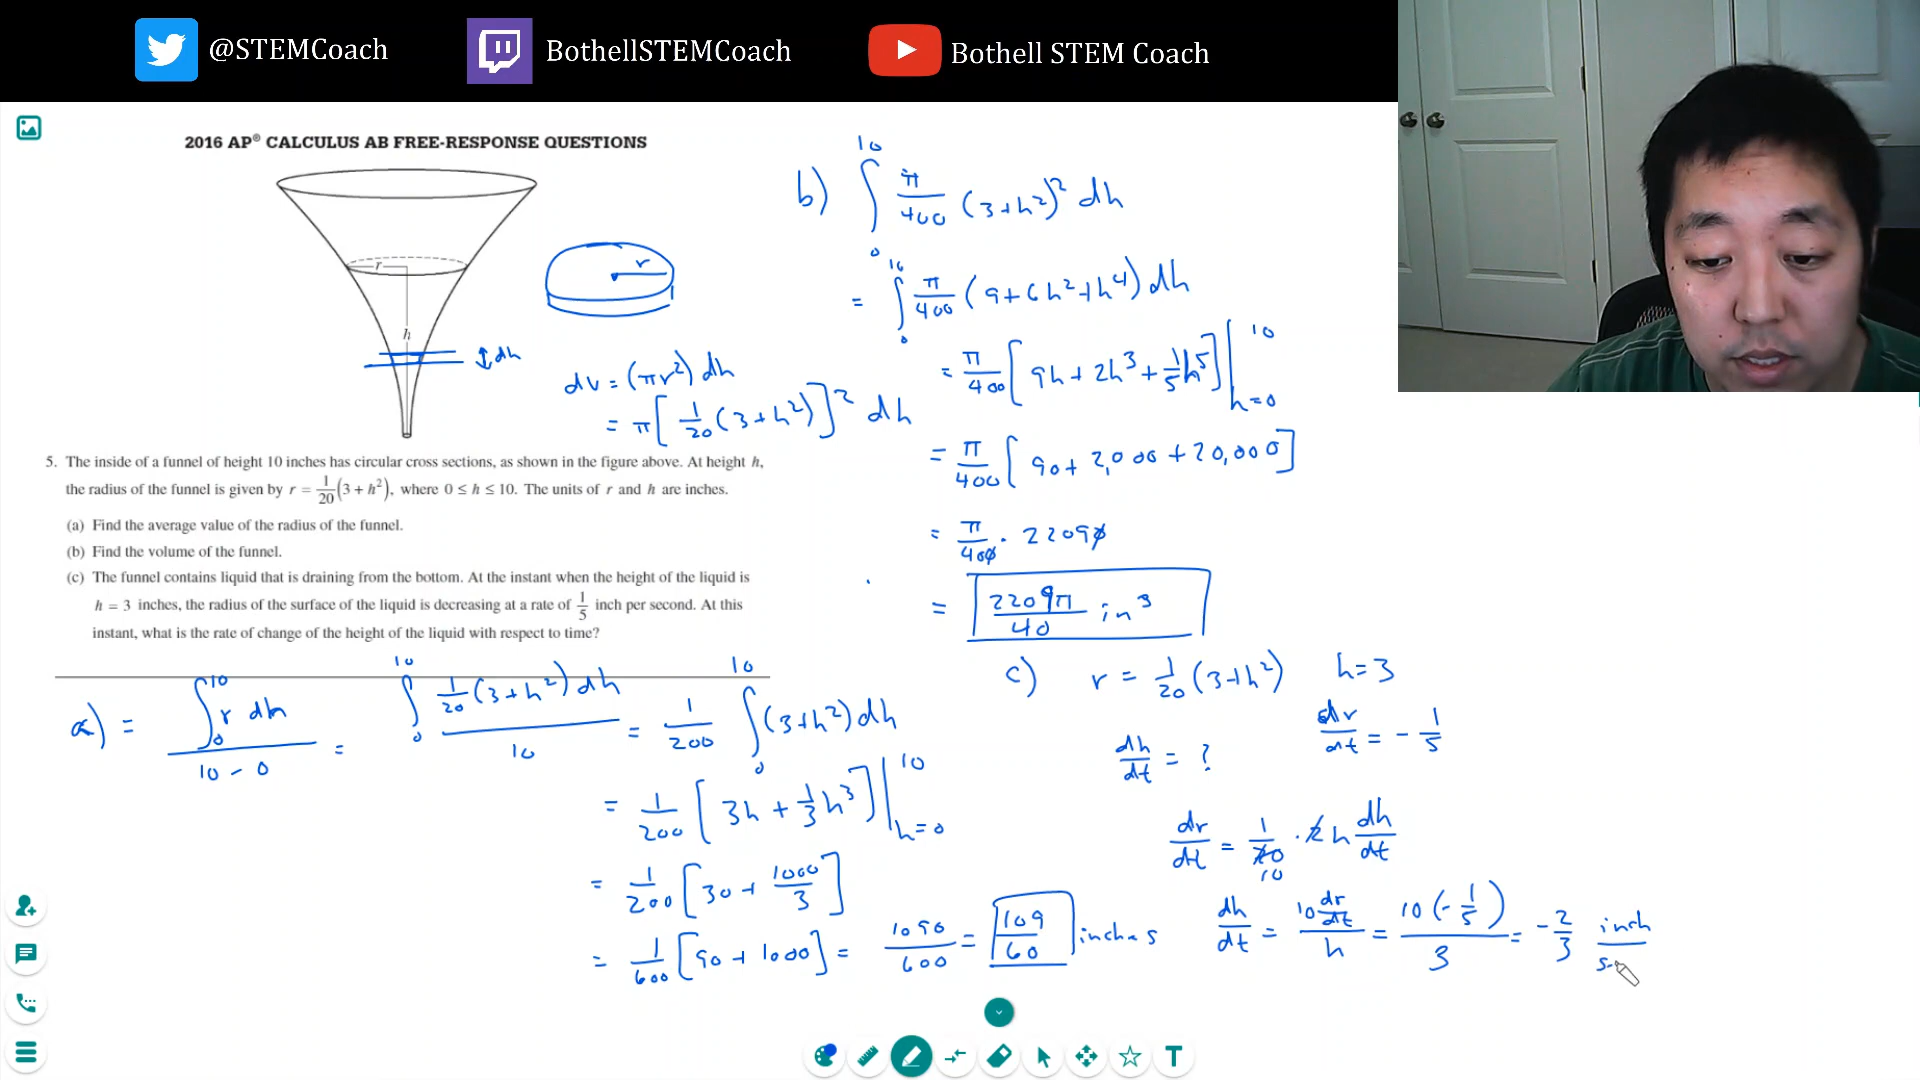 @STEMCoach
BothellSTEMCoach
Bothell STEM Coach
2016 AP® CALCULUS AB FREE-RESPONSE QUESTIONS
r
h
dh
r
dv = (πr²) dh
= π[1/20 (3+h²)]² dh
5. The inside of a funnel of height 10 inches has circular cross sections, as shown in the figure above. At height h,
the radius of the funnel is given by r = 1/20 (3 + h²), where 0 ≤ h ≤ 10. The units of r and h are inches.
(a) Find the average value of the radius of the funnel.
(b) Find the volume of the funnel.
(c) The funnel contains liquid that is draining from the bottom. At the instant when the height of the liquid is
h = 3 inches, the radius of the surface of the liquid is decreasing at a rate of 1/5 inch per second. At this
instant, what is the rate of change of the height of the liquid with respect to time?
a) = ∫₀¹⁰ r dh / (10 - 0) = ∫₀¹⁰ 1/20 (3+h²) dh / 10 = 1/200 ∫₀¹⁰ (3+h²) dh
= 1/200 [3h + 1/3 h³] |₍h=0₎¹⁰
= 1/200 [30 + 1000/3]
= 1/600 [90 + 1000] = 1090/600 = 109/60 inches
b) ∫₀¹⁰ π/400 (3+h²)² dh
= ∫₀¹⁰ π/400 (9+6h²+h⁴) dh
= π/400 [9h + 2h³ + 1/5 h⁵] |₍h=0₎¹⁰
= π/400 [90 + 2,000 + 20,000]
= π/400 · 22090
= 2209π/40 in³
c) r = 1/20 (3+h²) h=3
dh/dt = ? dr/dt = - 1/5
dr/dt = 1/20 · 2h dh/dt
10
dh/dt = 10 dr/dt / h = 10(-1/5) / 3 = - 2/3 inch/s
T